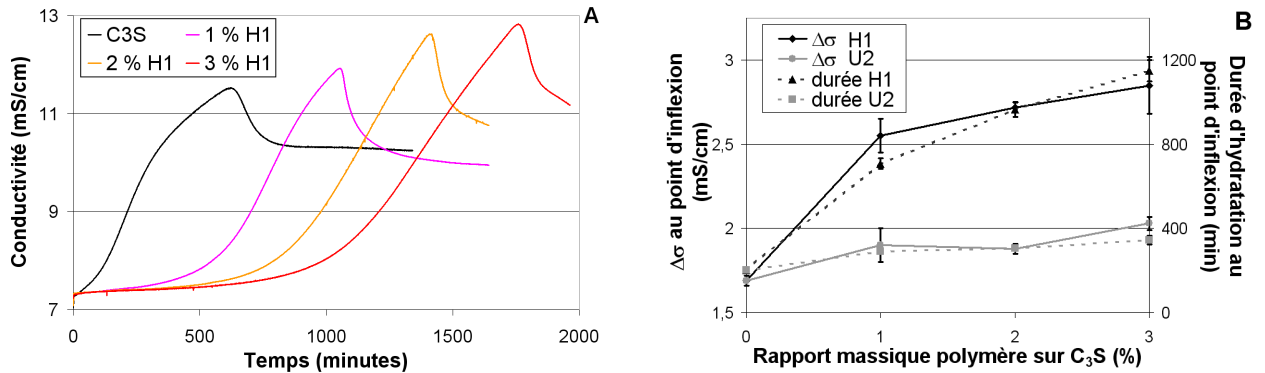 A
Conductivité (mS/cm)
13
11
9
7
C3S
1 % H1
2 % H1
3 % H1
0
500
1000
1500
2000
Temps (minutes)
B
Δσ au point d'inflexion
(mS/cm)
3
2,5
2
1,5
Δσ H1
Δσ U2
durée H1
durée U2
1200
800
400
0
Durée d'hydratation au
point d'inflexion (min)
0
1
2
3
Rapport massique polymère sur C₃S (%)